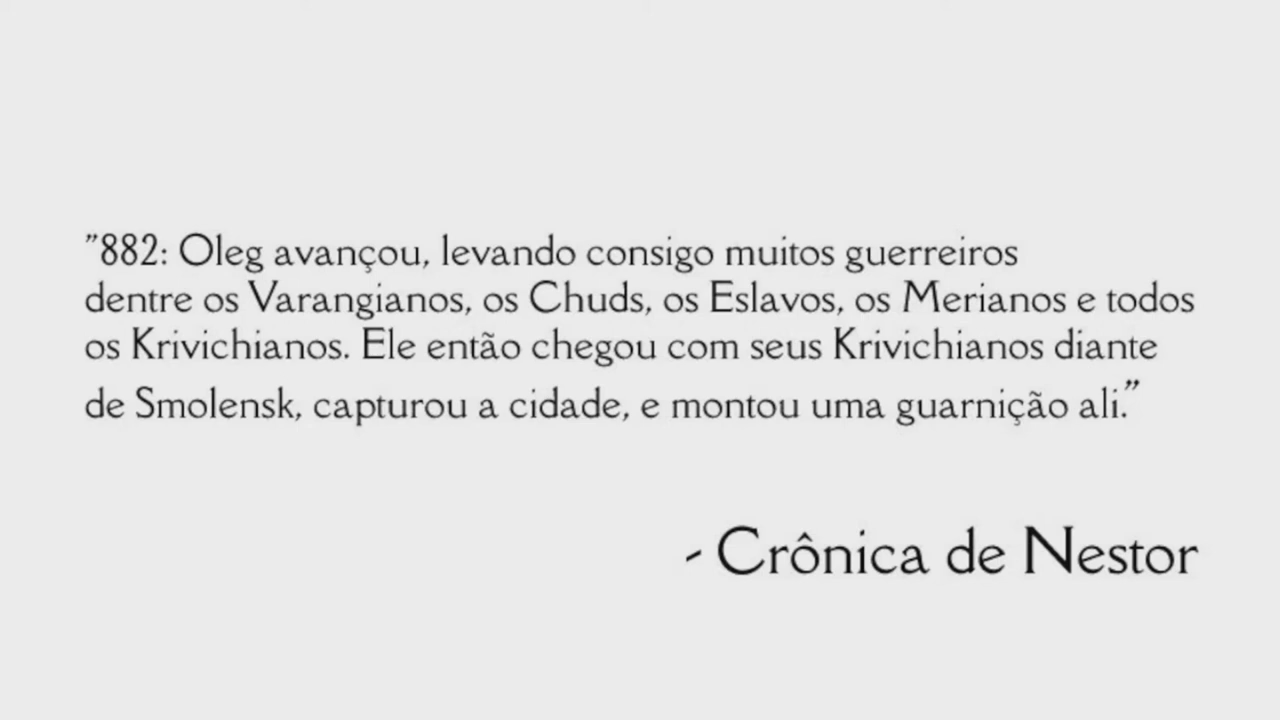 "882: Oleg avançou, levando consigo muitos guerreiros
dentre os Varangianos, os Chuds, os Eslavos, os Merianos e todos
os Krivichianos. Ele então chegou com seus Krivichianos diante
de Smolensk, capturou a cidade, e montou uma guarnição ali."
- Crônica de Nestor